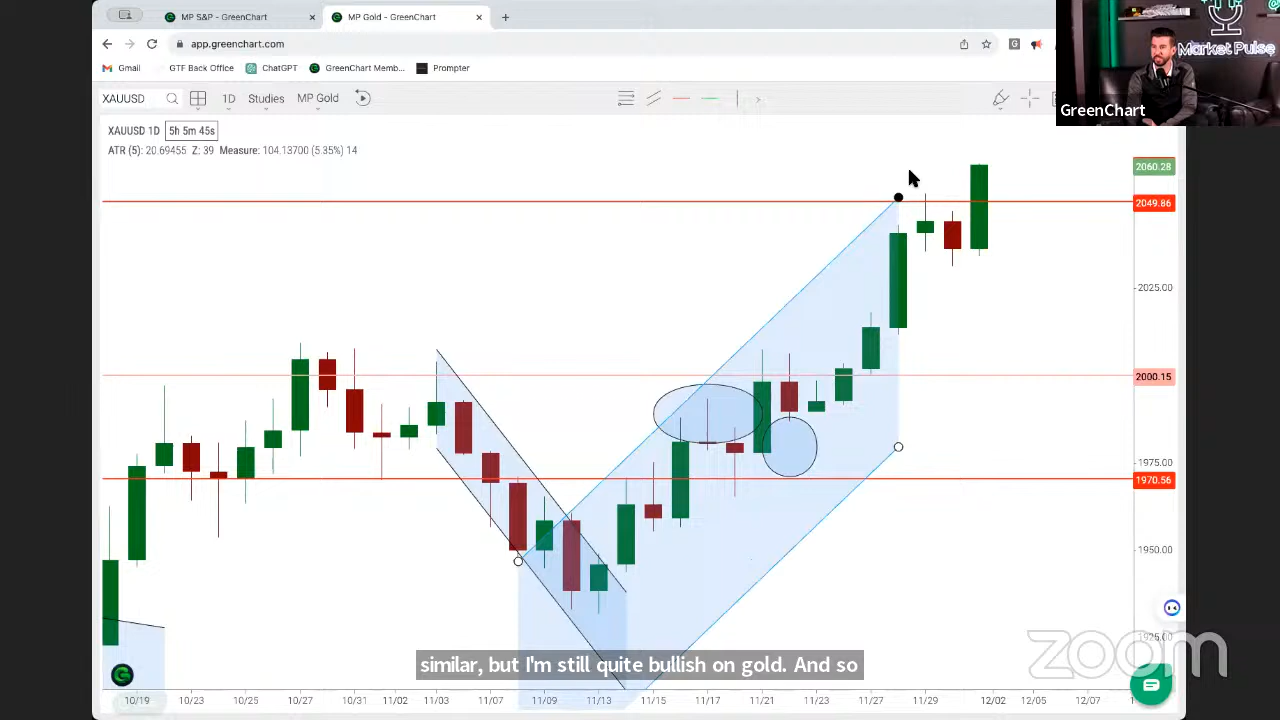 MP S&P - GreenChart
MP Gold - GreenChart
app.greenchart.com
Gmail
GTF Back Office
ChatGPT
GreenChart Memb...
Prompter
Market Pulse
GreenChart
XAUUSD
1D
Studies
MP Gold
XAUUSD 1D
5h 5m 45s
ATR (5): 20.69455 Z: 39 Measure: 104.13700 (5.35%) 14
2060.28
2049.86
2025.00
2000.15
1975.00
1970.56
1950.00
1925.00
similar, but I'm still quite bullish on gold. And so
zoom
10/19 10/23 10/27 11/02 11/03 11/07 11/09 11/13 11/15 11/17 11/21 11/23 11/27 11/29 12/02 12/05 12/07